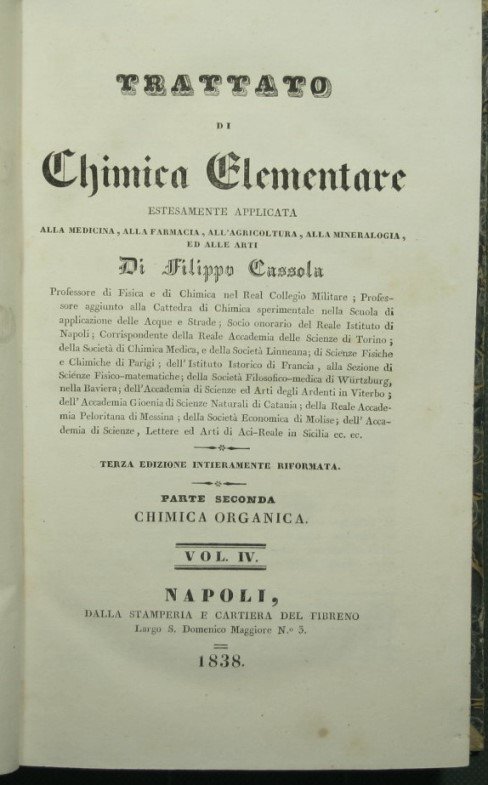 TRATTATO
DI
Chimica Elementare
ESTESAMENTE APPLICATA
ALLA MEDICINA, ALLA FARMACIA, ALL'AGRICOLTURA, ALLA MINERALOGIA,
ED ALLE ARTI
Di Filippo Cassola
Professore di Fisica e di Chimica nel Real Collegio Militare; Profes-
sore aggiunto alla Cattedra di Chimica sperimentale nella Scuola di
applicazione delle Acque e Strade; Socio onorario del Reale Istituto di
Napoli; Corrispondente della Reale Accademia delle Scienze di Torino;
della Società di Chimica Medica, e della Società Linneana; di Scienze Fisiche
e Chimiche di Parigi; dell'Istituto Istorico di Francia, alla Sezione di
Scienze Fisico-matematiche; della Società Filosofico-medica di Würtzburg,
nella Baviera; dell'Accademia di Scienze ed Arti degli Ardenti in Viterbo;
dell'Accademia Gioenia di Scienze Naturali di Catania; della Reale Accade-
mia Peloritana di Messina; della Società Economica di Molise; dell'Acca-
demia di Scienze, Lettere ed Arti di Aci-Reale in Sicilia ec. ec.
TERZA EDIZIONE INTIERAMENTE RIFORMATA.
PARTE SECONDA
CHIMICA ORGANICA.
VOL. IV.
NAPOLI,
DALLA STAMPERIA E CARTIERA DEL FIBRENO
Largo S. Domenico Maggiore N.º 3.
1838.